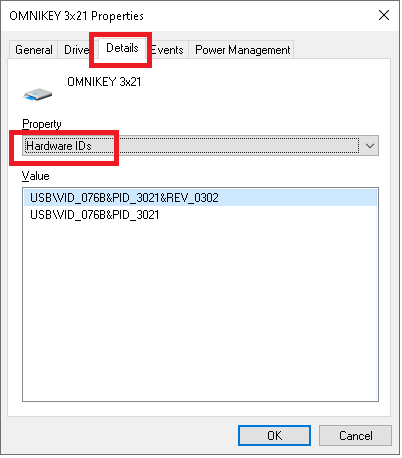 OMNIKEY 3x21 Properties
General Details Events Power Management
OMNIKEY 3x21
Property
Hardware IDs
Value
USB\VID_076B&PID_3021&REV_0302
USB\VID_076B&PID_3021
OK Cancel